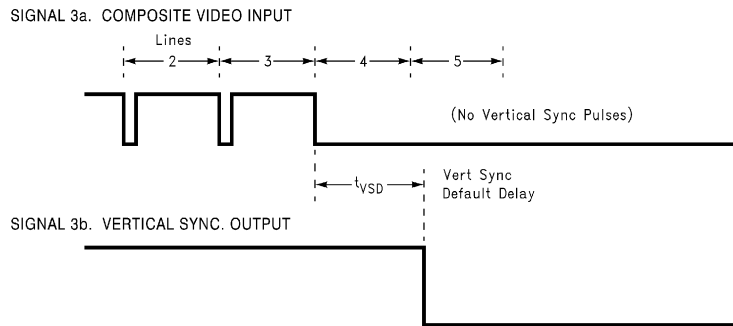 SIGNAL 3a. COMPOSITE VIDEO INPUT
Lines
2 3 4 5
(No Vertical Sync Pulses)
tVSD
Vert Sync
Default Delay
SIGNAL 3b. VERTICAL SYNC. OUTPUT